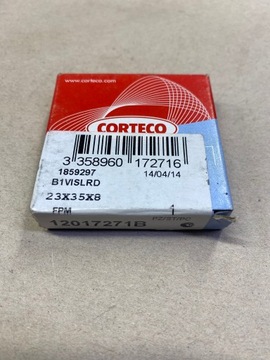 www.corteco.com
CORTECO
3 358960 172716
1859297 14/04/14
B1VISLRD
23X35X8
FPM 1
12017271B